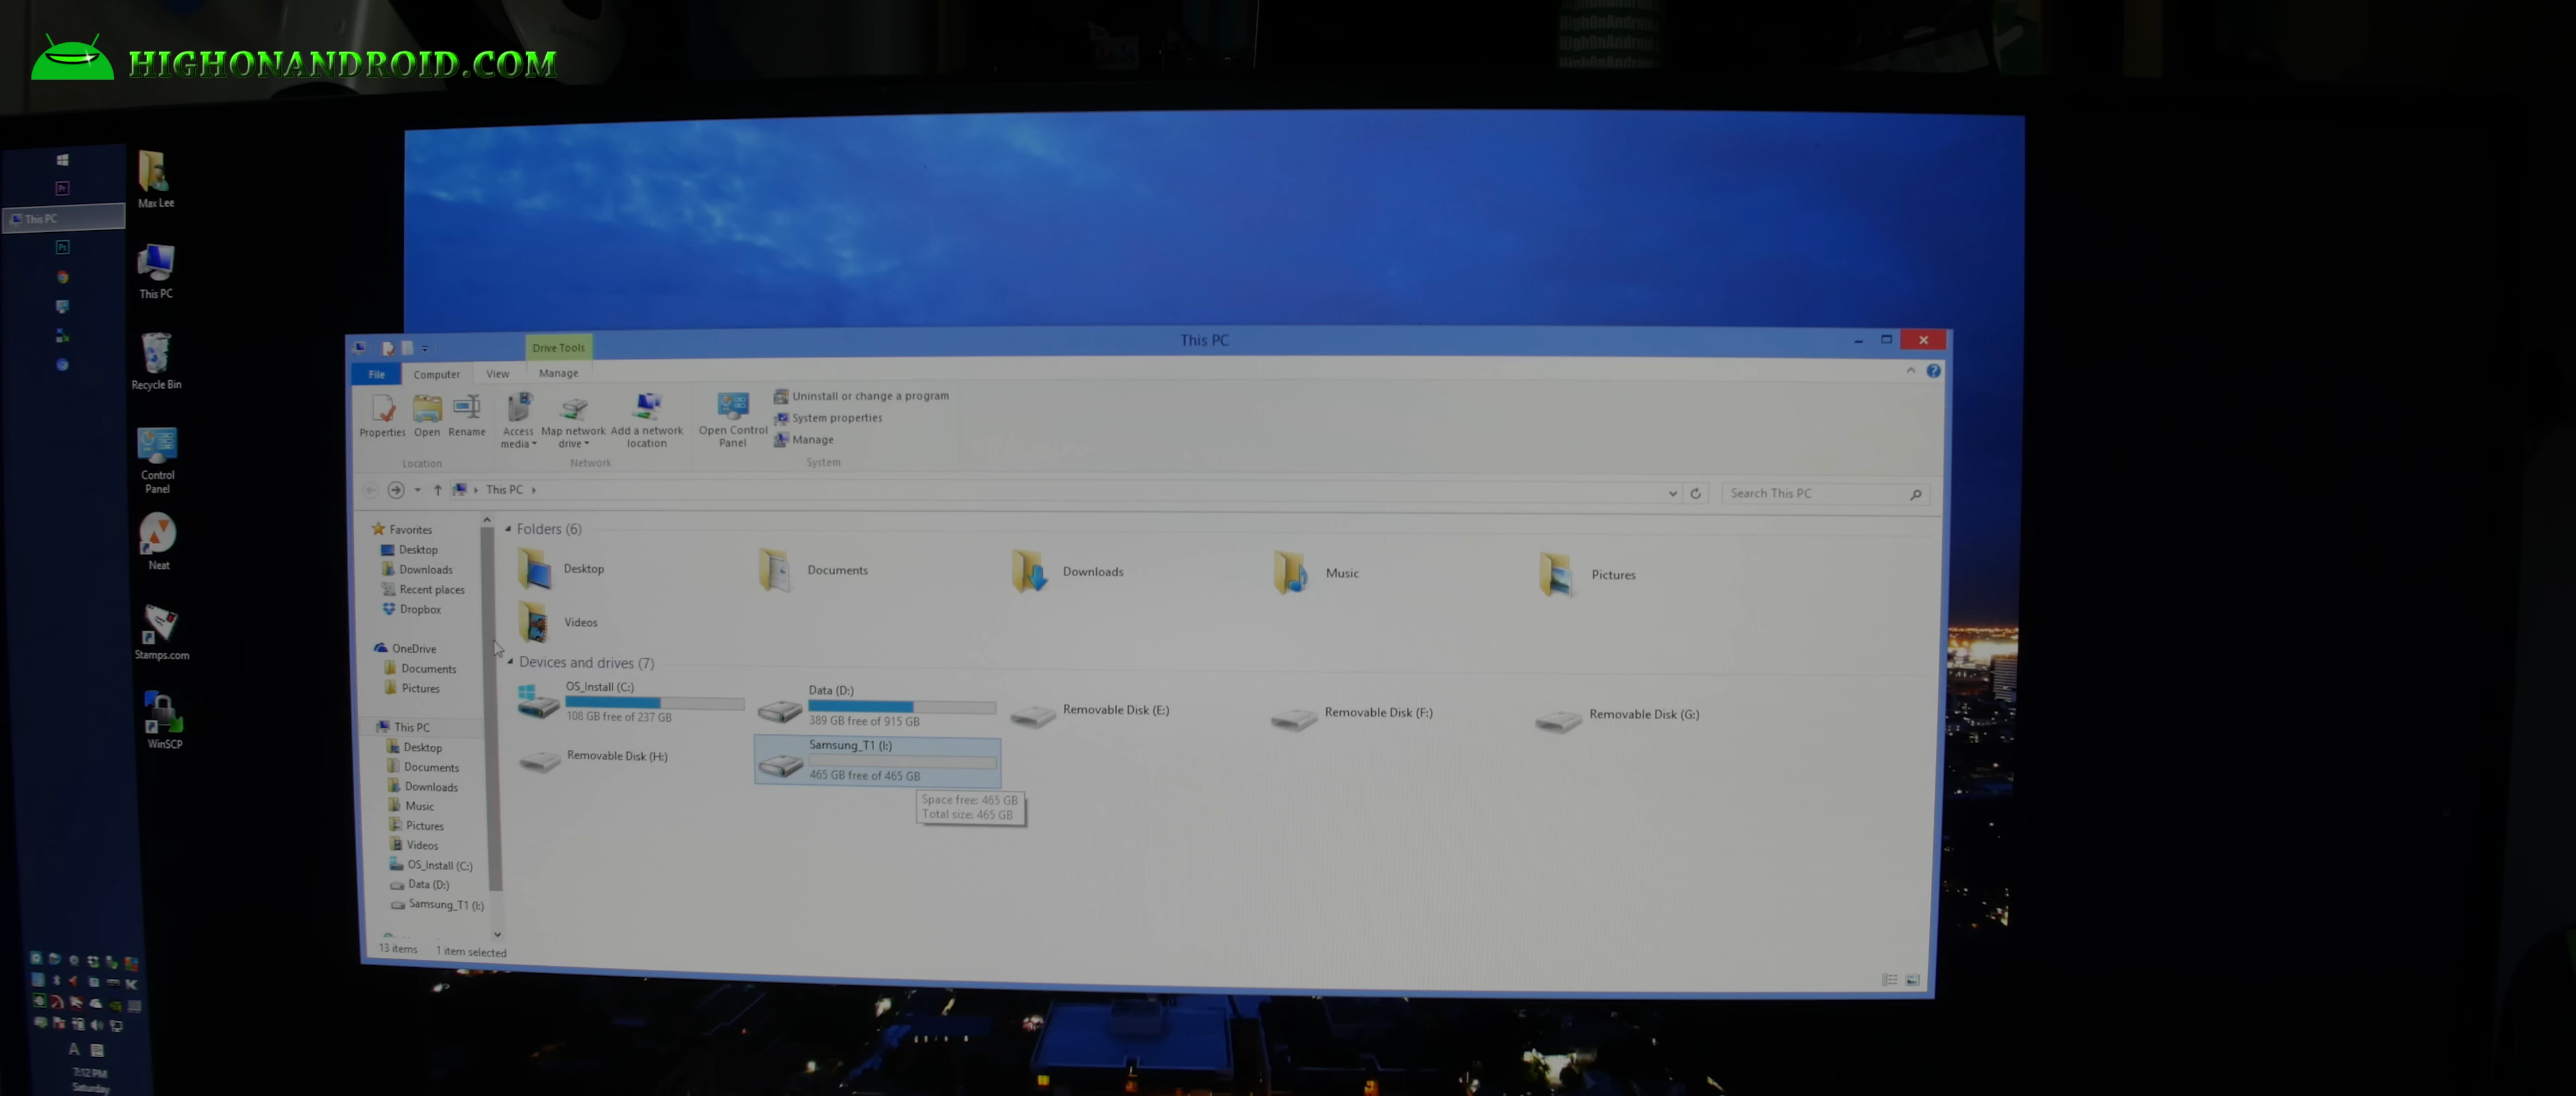 HIGHONANDROID.COM
HighOnAndroid
HighOnAndroid
HighOnAndroid
This PC
Max Lee
This PC
Recycle Bin
Control
Panel
Neat
Stamps.com
WinSCP
7:12 PM
Saturday
This PC
Drive Tools
File
Computer
View
Manage
Properties
Open
Rename
Access
media
Map network
drive
Add a network
location
Open Control
Panel
Uninstall or change a program
System properties
Manage
Location
Network
System
This PC
Search This PC
Favorites
Desktop
Downloads
Recent places
Dropbox
OneDrive
Documents
Pictures
This PC
Desktop
Documents
Downloads
Music
Pictures
Videos
OS_Install (C:)
Data (D:)
Samsung_T1 (I:)
Folders (6)
Desktop
Documents
Downloads
Music
Pictures
Videos
Devices and drives (7)
OS_Install (C:)
108 GB free of 237 GB
Data (D:)
389 GB free of 915 GB
Removable Disk (E:)
Removable Disk (F:)
Removable Disk (G:)
Removable Disk (H:)
Samsung_T1 (I:)
465 GB free of 465 GB
Space free: 465 GB
Total size: 465 GB
13 items
1 item selected